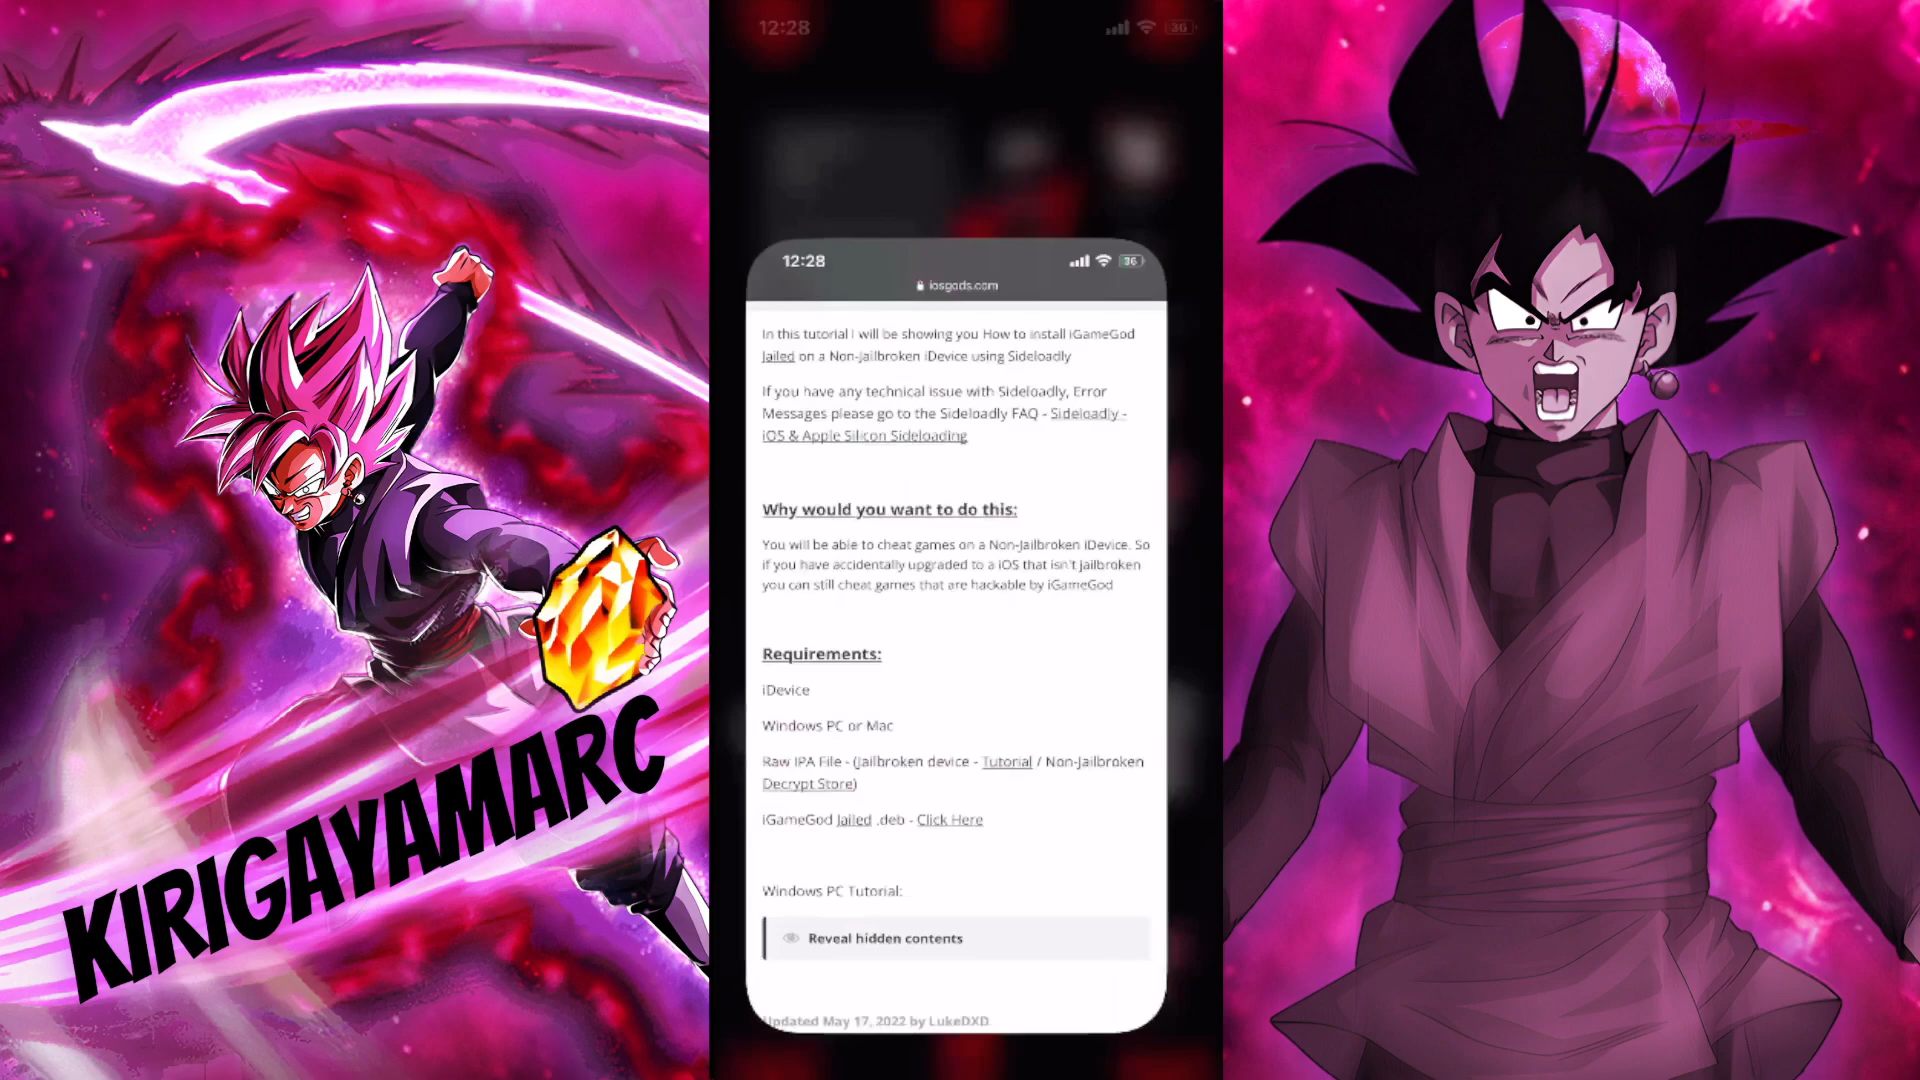 12:28
36
12:28
36
iosgods.com
In this tutorial I will be showing you How to install iGameGod
Jailed on a Non-Jailbroken iDevice using Sideloadly
If you have any technical issue with Sideloadly, Error
Messages please go to the Sideloadly FAQ - Sideloadly -
iOS & Apple Silicon Sideloading
Why would you want to do this:
You will be able to cheat games on a Non-Jailbroken iDevice. So
if you have accidentally upgraded to a iOS that isn't jailbroken
you can still cheat games that are hackable by iGameGod
Requirements:
iDevice
Windows PC or Mac
Raw IPA File - (Jailbroken device - Tutorial / Non-Jailbroken
Decrypt Store)
iGameGod Jailed .deb - Click Here
Windows PC Tutorial:
Reveal hidden contents
Updated May 17, 2022 by LukeDXD
KIRIGAYAMARC